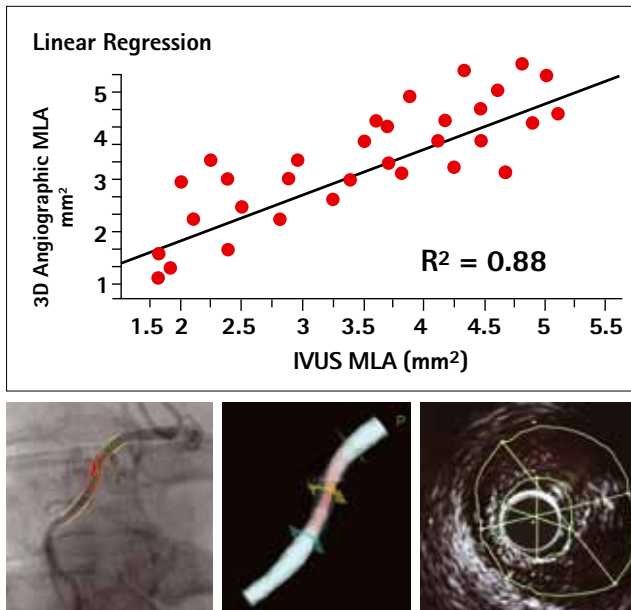 Linear Regression
3D Angiographic MLA
mm²
5
4
3
2
1
R² = 0.88
1.5 2 2.5 3 3.5 4 4.5 5 5.5
IVUS MLA (mm²)
P